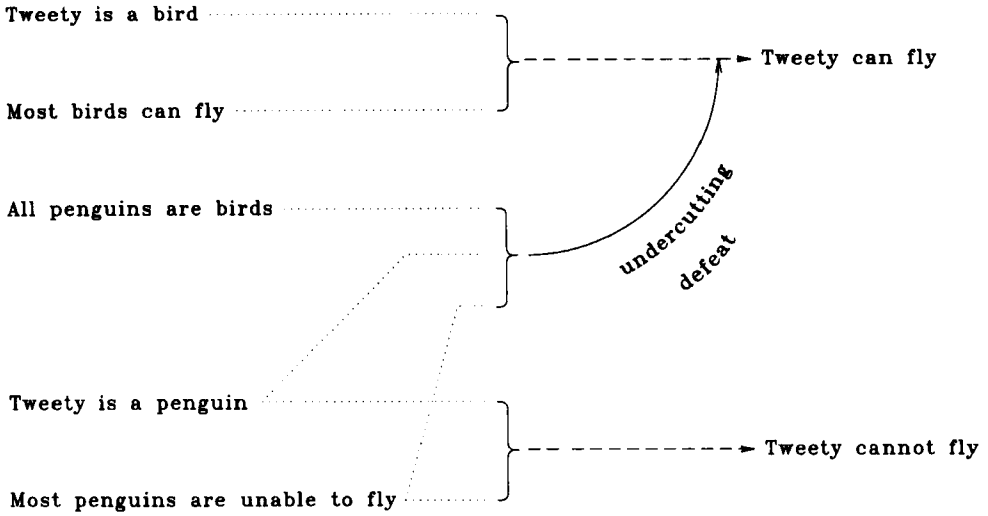 Tweety is a bird
Tweety can fly
Most birds can fly
All penguins are birds
undercutting
defeat
Tweety is a penguin
Tweety cannot fly
Most penguins are unable to fly